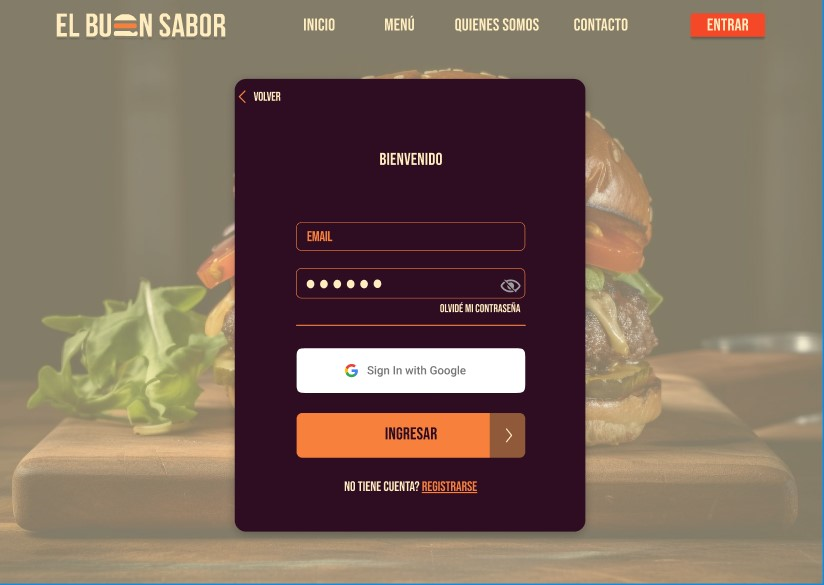 EL BUEN SABOR
INICIO MENÚ QUIENES SOMOS CONTACTO ENTRAR
VOLVER
BIENVENIDO
EMAIL
OLVIDÉ MI CONTRASEÑA
Sign In with Google
INGRESAR
NO TIENE CUENTA? REGISTRARSE